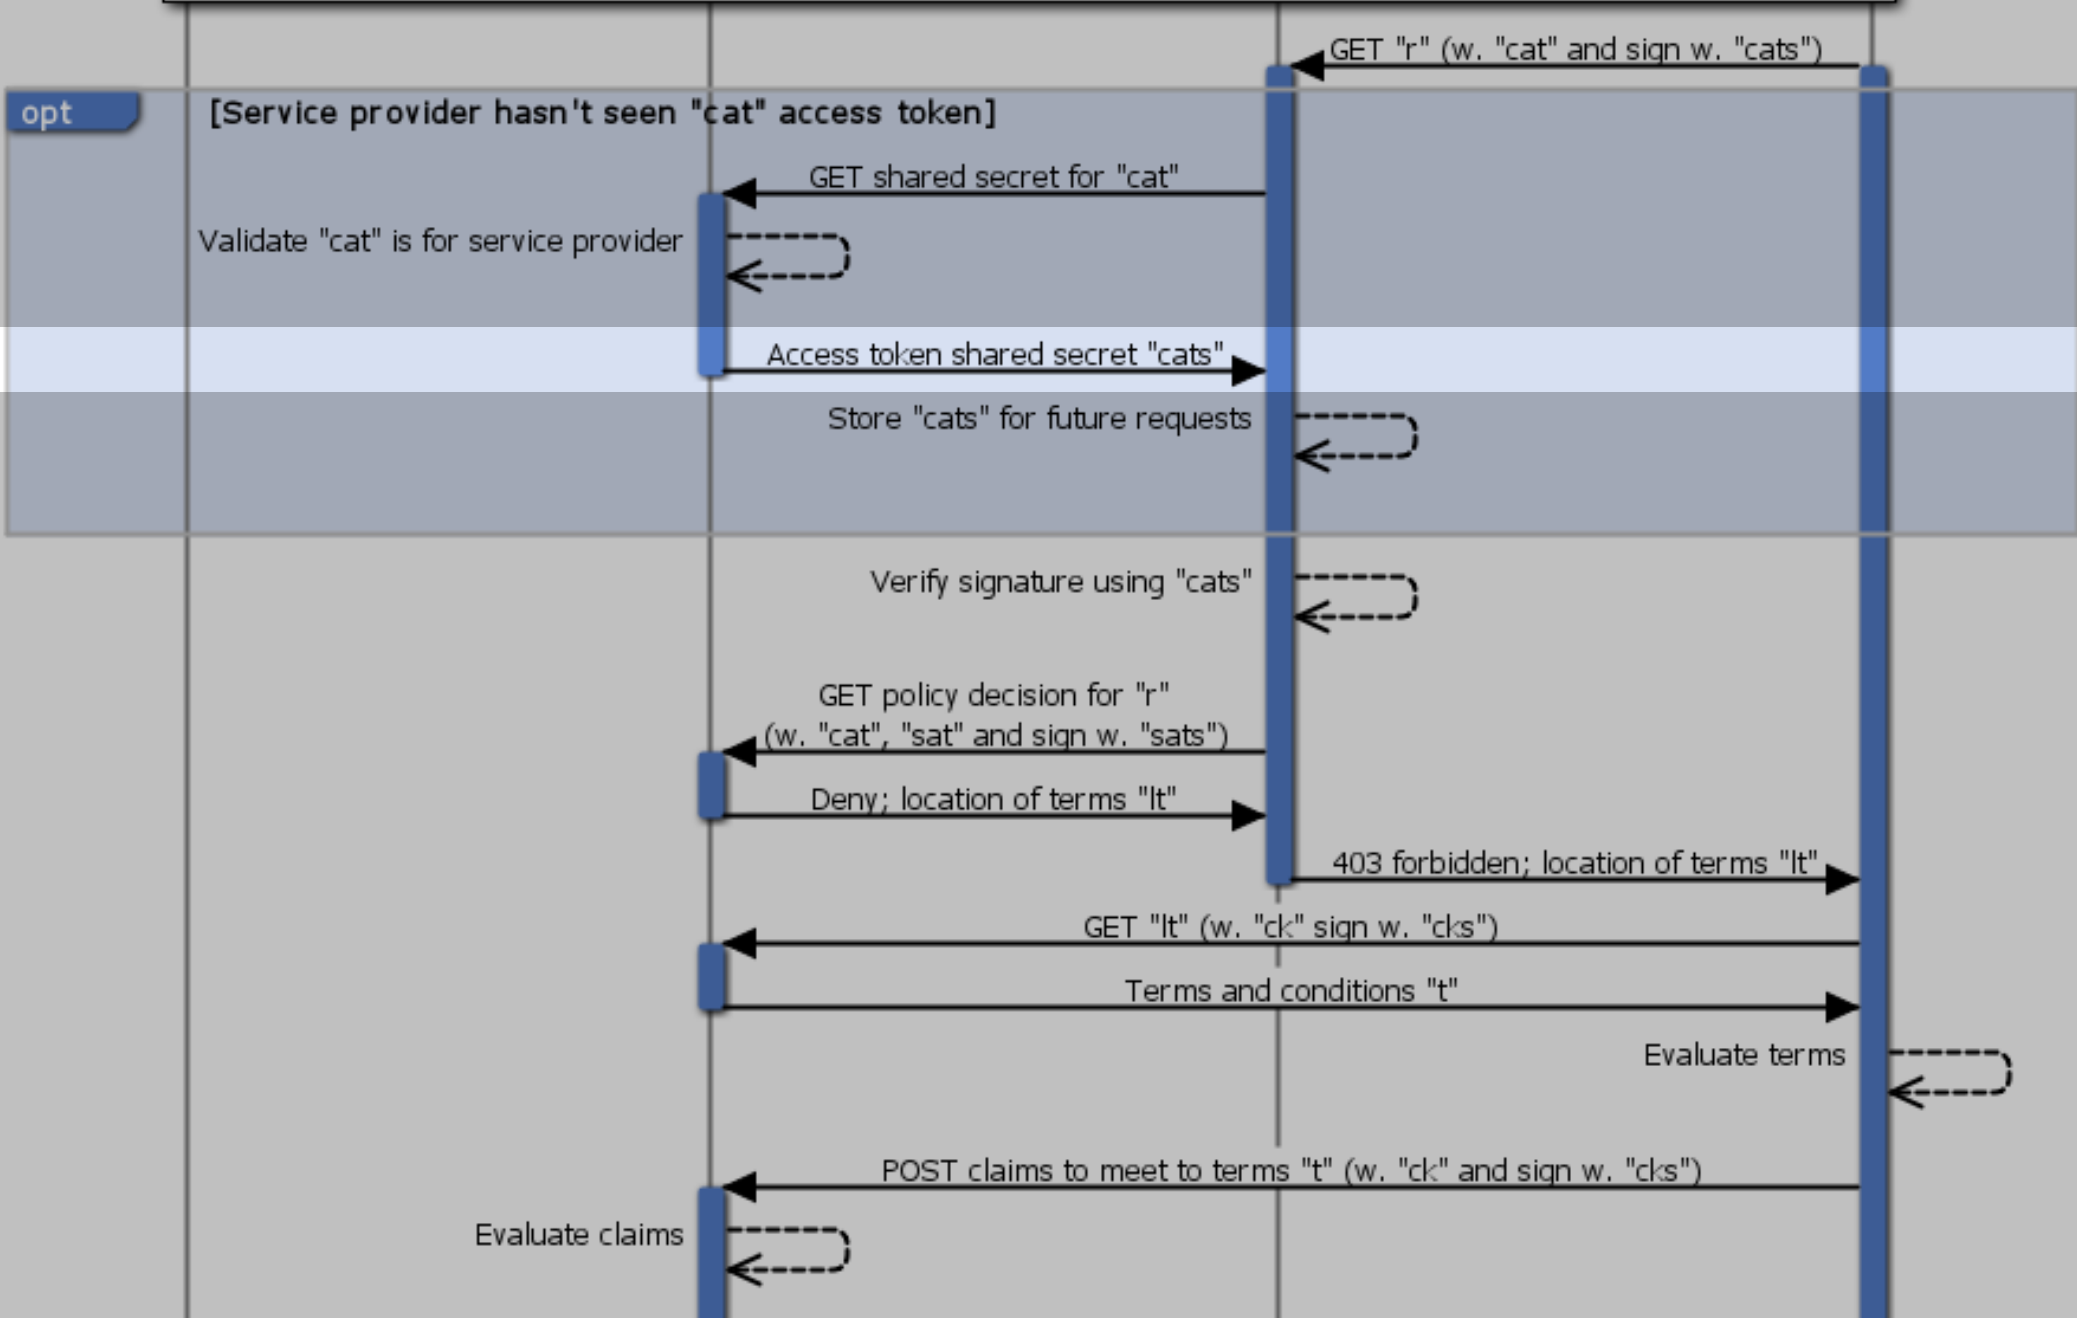 GET "r" (w. "cat" and sign w. "cats")
opt
[Service provider hasn't seen "cat" access token]
GET shared secret for "cat"
Validate "cat" is for service provider
Access token shared secret "cats"
Store "cats" for future requests
Verify signature using "cats"
GET policy decision for "r"
(w. "cat", "sat" and sign w. "sats")
Deny; location of terms "lt"
403 forbidden; location of terms "lt"
GET "lt" (w. "ck" sign w. "cks")
Terms and conditions "t"
Evaluate terms
POST claims to meet to terms "t" (w. "ck" and sign w. "cks")
Evaluate claims